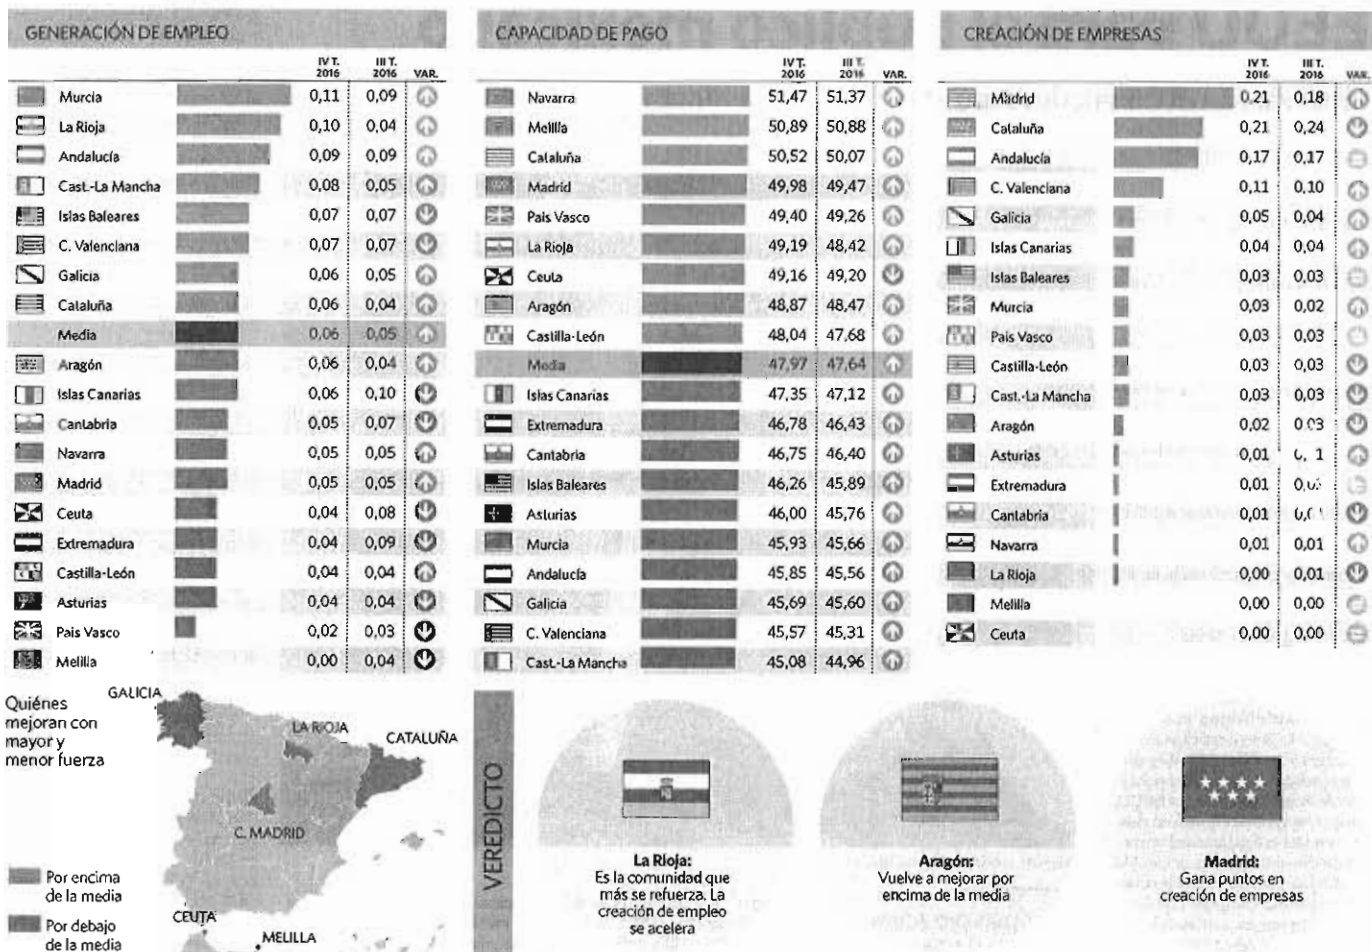 GENERACIÓN DE EMPLEO
IV T. 2016 III T. 2016 VAR.
Murcia 0,11 0,09
La Rioja 0,10 0,04
Andalucía 0,09 0,09
Cast.-La Mancha 0,08 0,05
Islas Baleares 0,07 0,07
C. Valenciana 0,07 0,07
Galicia 0,06 0,05
Cataluña 0,06 0,04
Media 0,06 0,05
Aragón 0,06 0,04
Islas Canarias 0,06 0,10
Cantabria 0,05 0,07
Navarra 0,05 0,05
Madrid 0,05 0,05
Ceuta 0,04 0,08
Extremadura 0,04 0,09
Castilla-León 0,04 0,04
Asturias 0,04 0,04
País Vasco 0,02 0,03
Melilla 0,00 0,04
CAPACIDAD DE PAGO
IV T. 2016 III T. 2016 VAR.
Navarra 51,47 51,37
Melilla 50,89 50,88
Cataluña 50,52 50,07
Madrid 49,98 49,47
País Vasco 49,40 49,26
La Rioja 49,19 48,42
Ceuta 49,16 49,20
Aragón 48,81 48,47
Castilla-León 48,04 47,68
Media 47,97 47,64
Islas Canarias 47,35 47,12
Extremadura 46,78 46,43
Cantabria 46,75 46,40
Islas Baleares 46,26 45,89
Asturias 46,00 45,76
Murcia 45,93 45,66
Andalucía 45,85 45,56
Galicia 45,69 45,60
C. Valenciana 45,57 45,31
Cast.-La Mancha 45,08 44,96
CREACIÓN DE EMPRESAS
IV T. 2016 III T. 2016 VAR.
Madrid 0,21 0,18
Cataluña 0,21 0,24
Andalucía 0,17 0,17
C. Valenciana 0,11 0,10
Galicia 0,05 0,04
Islas Canarias 0,04 0,04
Islas Baleares 0,03 0,03
Murcia 0,03 0,02
País Vasco 0,03 0,03
Castilla-León 0,03 0,03
Cast.-La Mancha 0,03 0,03
Aragón 0,02 0,03
Asturias 0,01
Extremadura 0,01
Cantabria 0,01
Navarra 0,01 0,01
La Rioja 0,00 0,01
Melilla 0,00 0,00
Ceuta 0,00 0,00
Quiénes
mejoran con
mayor y
menor fuerza
GALICIA
LA RIOJA
CATALUÑA
C. MADRID
CEUTA
MELILLA
Por encima
de la media
Por debajo
de la media
VEREDICTO
La Rioja:
Es la comunidad que
más se refuerza. La
creación de empleo
se acelera
Aragón:
Vuelve a mejorar por
encima de la media
Madrid:
Gana puntos en
creación de empresas